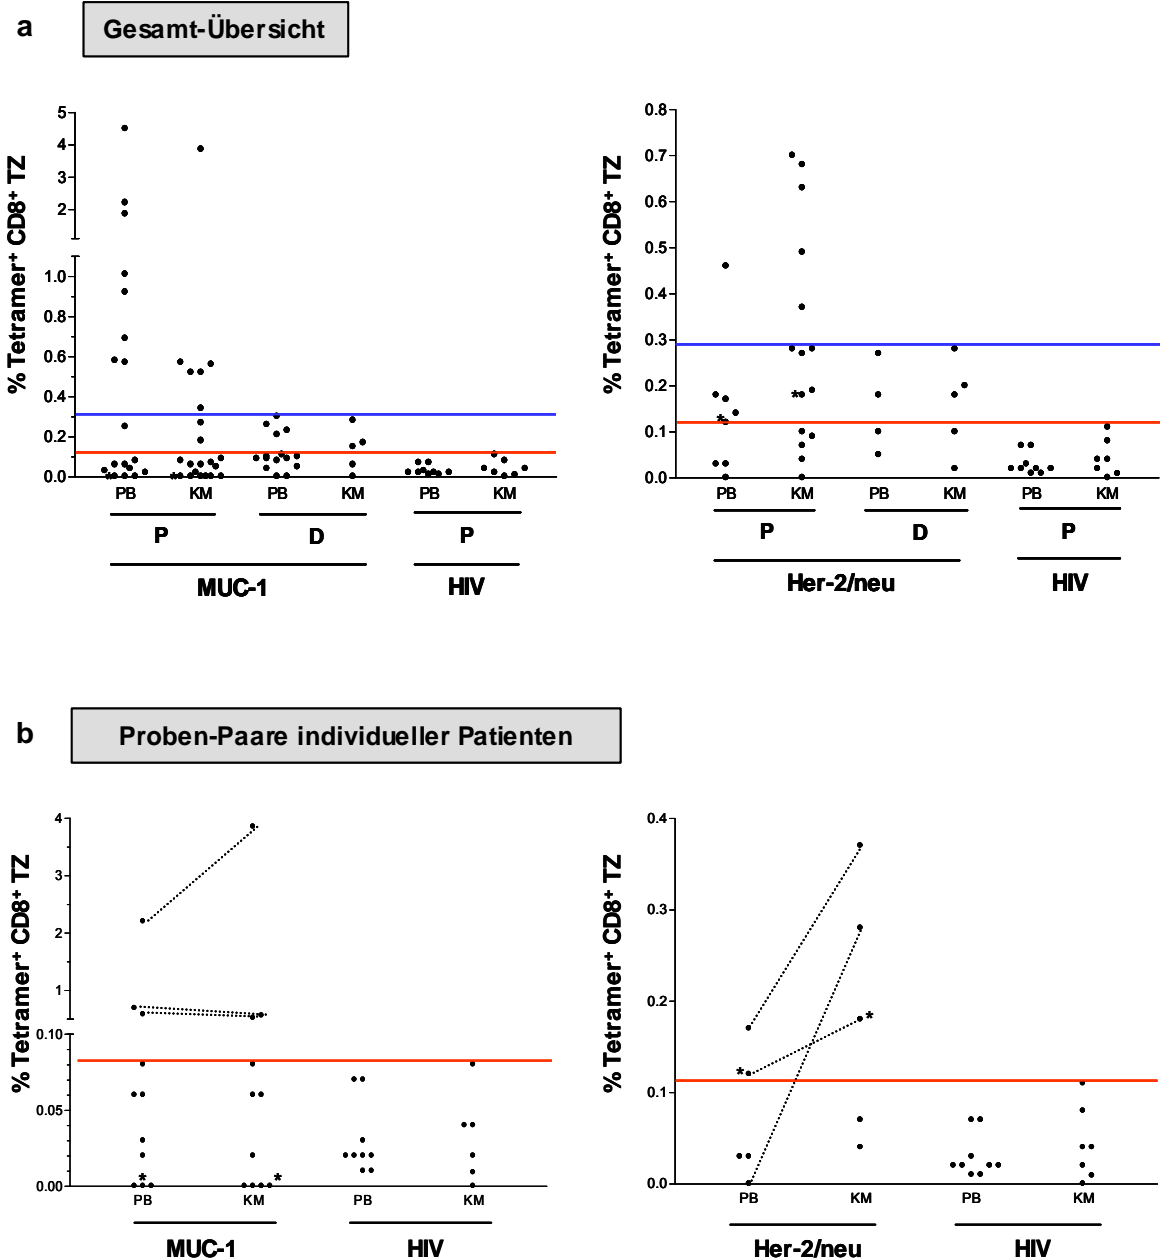 a
Gesamt-Übersicht
% Tetramer⁺ CD8⁺ TZ
5
4
3
2
1.0
0.8
0.6
0.4
0.2
0.0
*
*
PB KM PB KM PB KM
P D P
MUC-1 HIV
% Tetramer⁺ CD8⁺ TZ
0.8
0.7
0.6
0.5
0.4
0.3
0.2
0.1
0.0
*
*
PB KM PB KM PB KM
P D P
Her-2/neu HIV
b
Proben-Paare individueller Patienten
% Tetramer⁺ CD8⁺ TZ
4
3
2
1
0.10
0.05
0.00
*
*
PB KM PB KM
MUC-1 HIV
% Tetramer⁺ CD8⁺ TZ
0.4
0.3
0.2
0.1
0.0
*
*
PB KM PB KM
Her-2/neu HIV